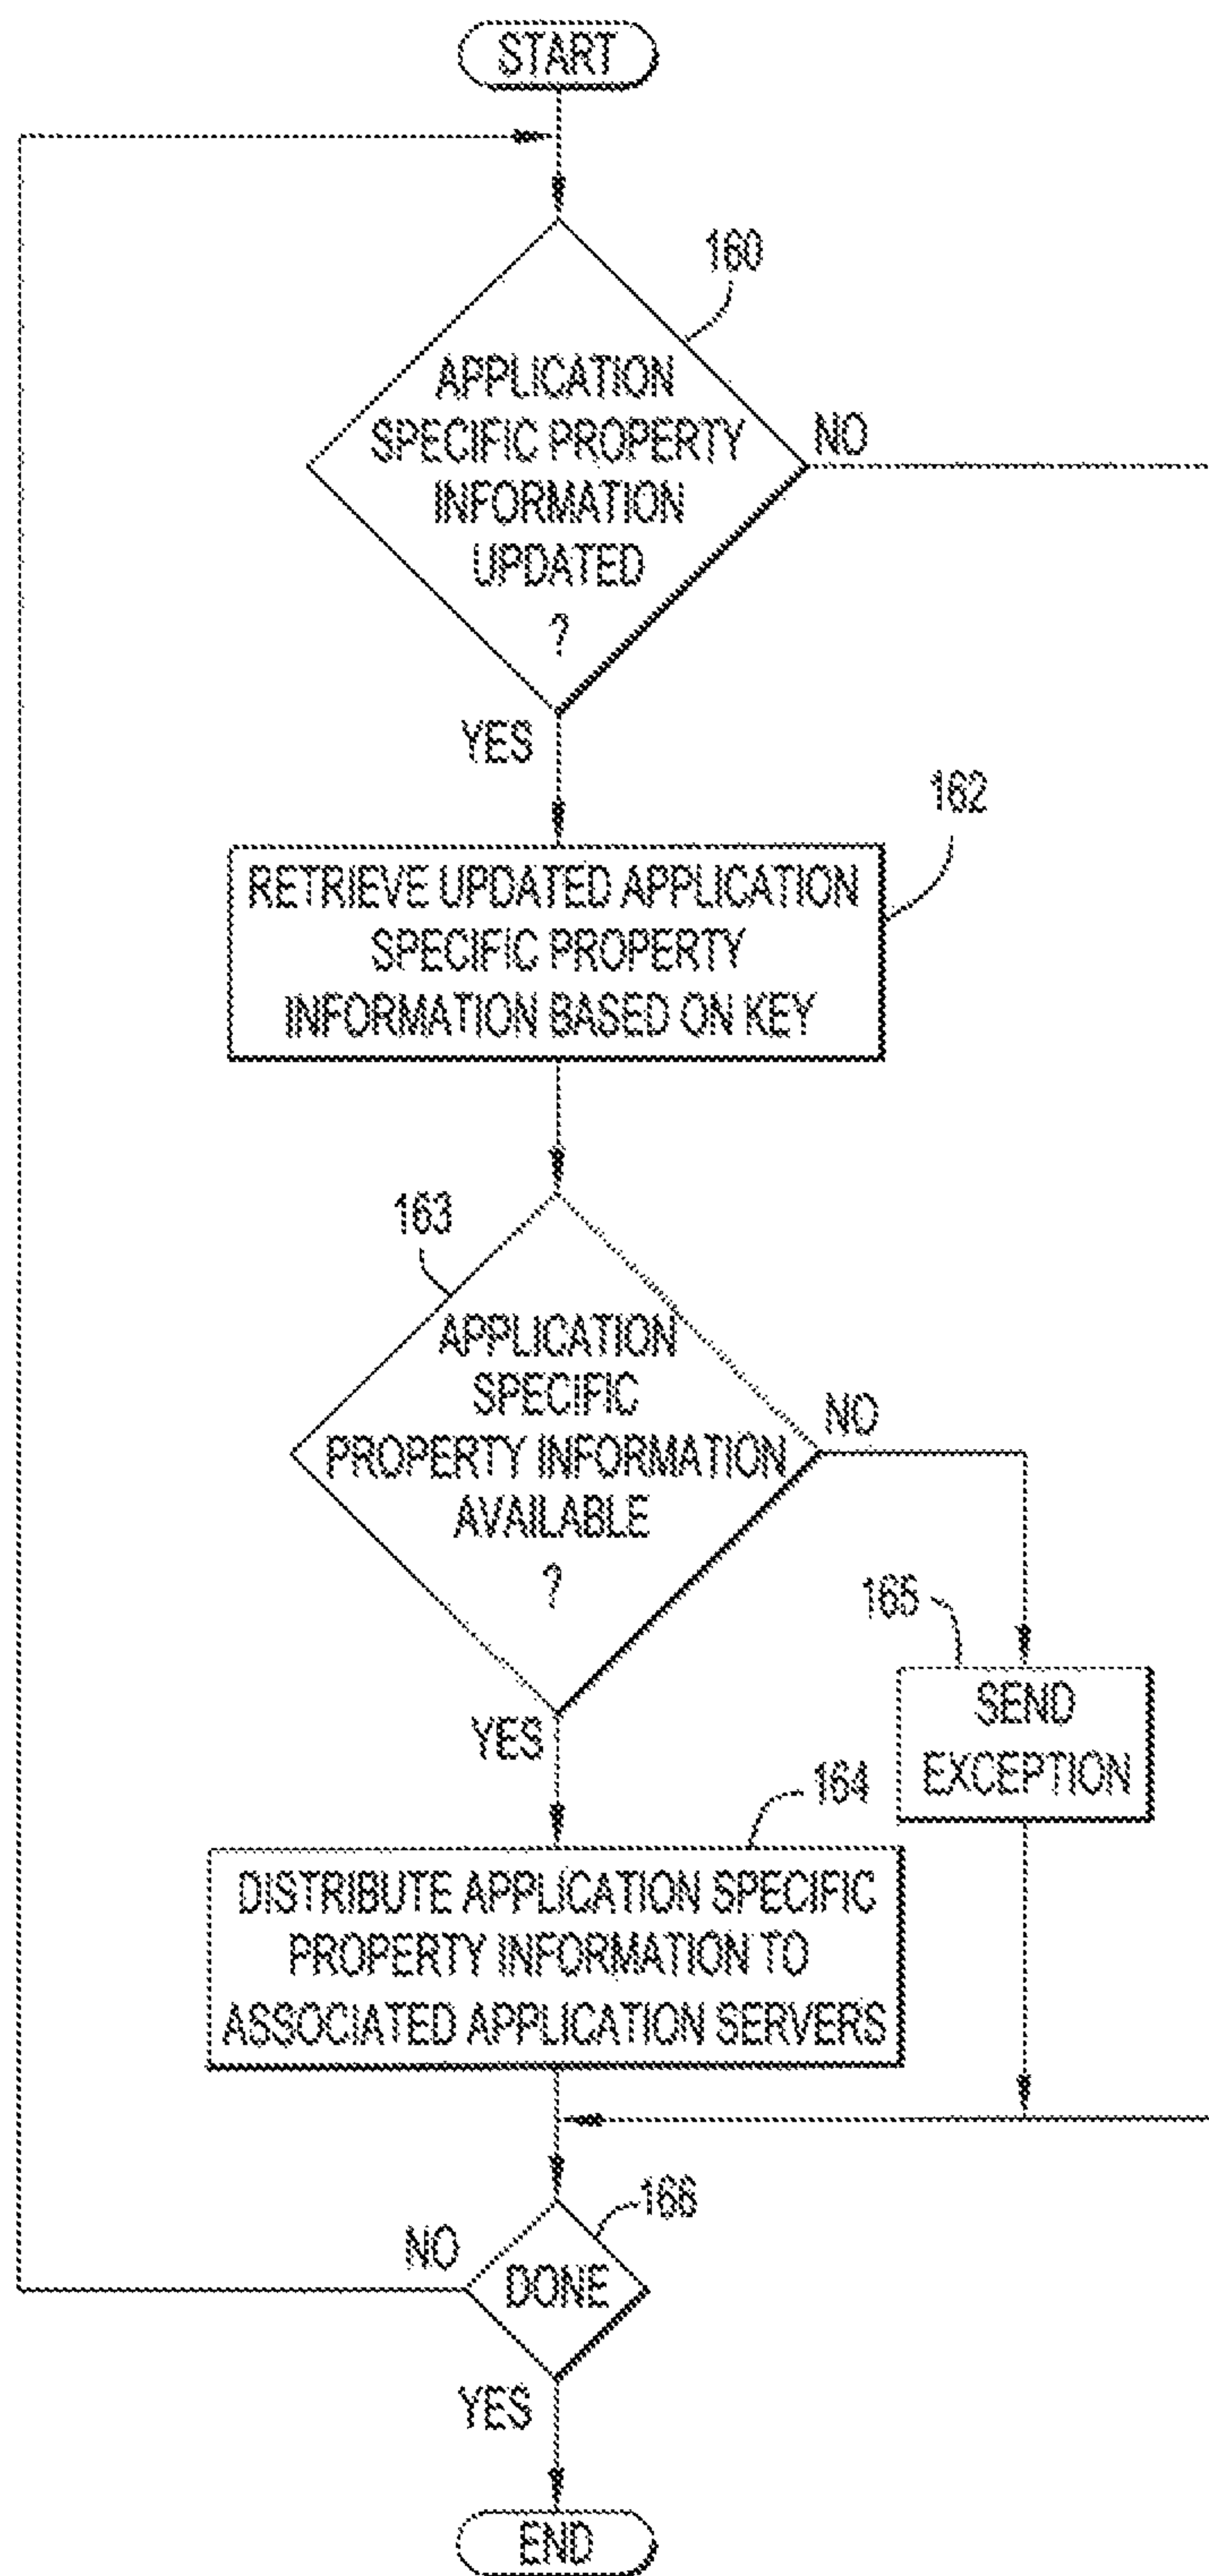 START
160
APPLICATION
SPECIFIC PROPERTY
INFORMATION
UPDATED
?
NO
YES
162
RETRIEVE UPDATED APPLICATION
SPECIFIC PROPERTY
INFORMATION BASED ON KEY
163
APPLICATION
SPECIFIC
PROPERTY INFORMATION
AVAILABLE
?
NO
YES
165
SEND
EXCEPTION
164
DISTRIBUTE APPLICATION SPECIFIC
PROPERTY INFORMATION TO
ASSOCIATED APPLICATION SERVERS
166
NO
DONE
YES
END